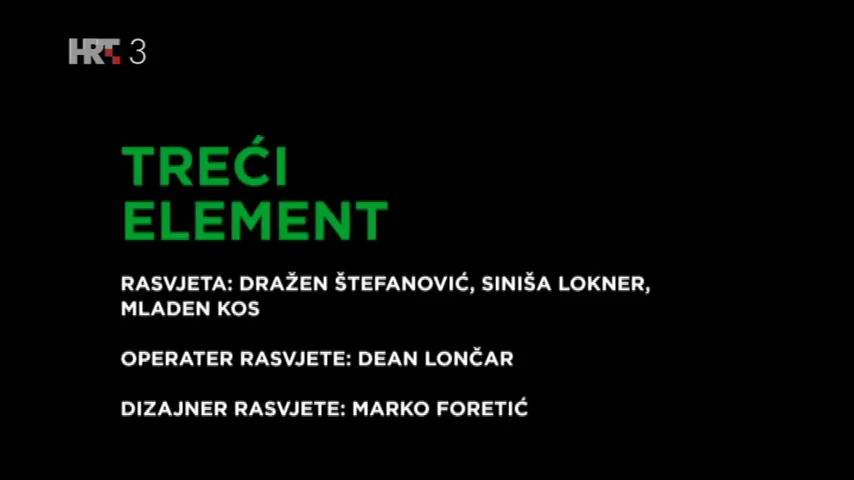 HRT 3
TREĆI
ELEMENT
RASVJETA: DRAŽEN ŠTEFANOVIĆ, SINIŠA LOKNER,
MLADEN KOS
OPERATER RASVJETE: DEAN LONČAR
DIZAJNER RASVJETE: MARKO FORETIĆ